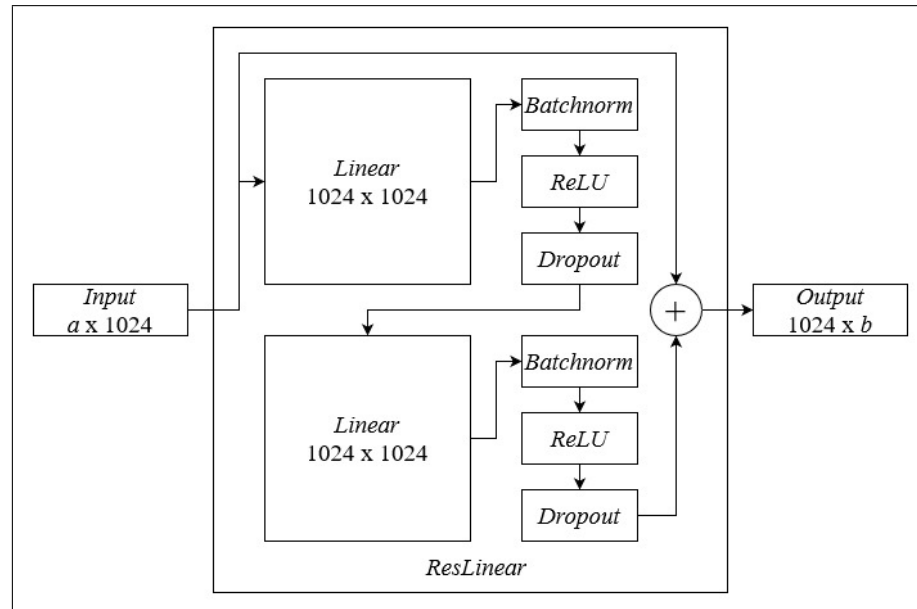 Linear
1024 x 1024
Batchnorm
ReLU
Dropout
Input
a x 1024
+
Output
1024 x b
Linear
1024 x 1024
Batchnorm
ReLU
Dropout
ResLinear